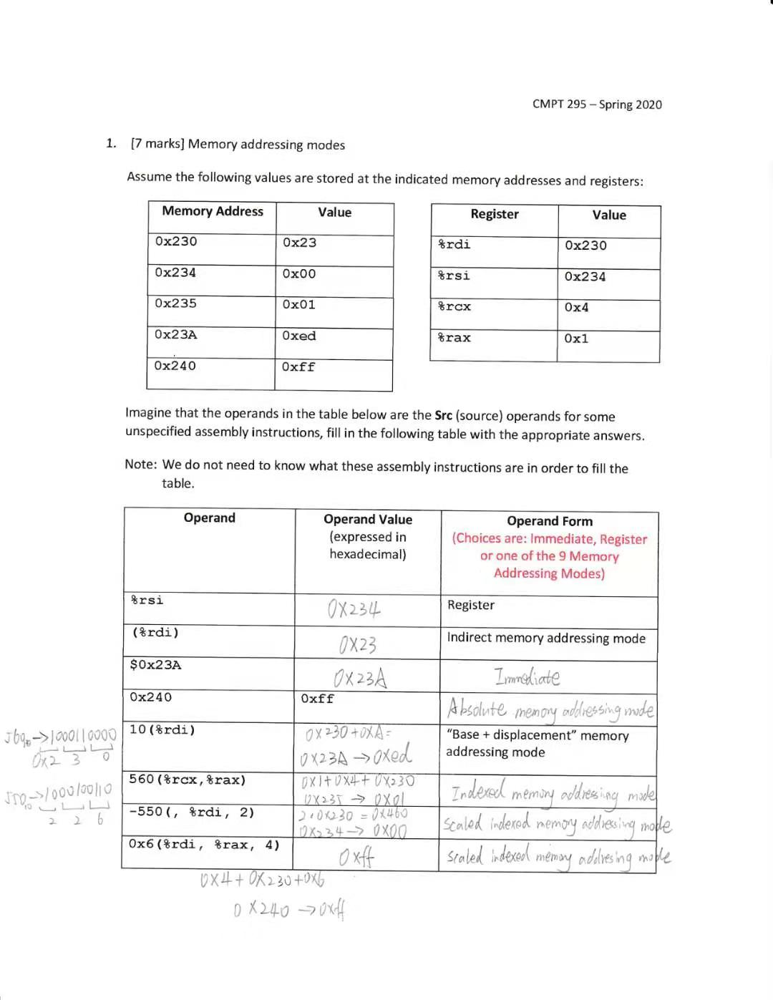 CMPT 295 – Spring 2020
1. [7 marks] Memory addressing modes
Assume the following values are stored at the indicated memory addresses and registers:
Memory Address Value
0x230 0x23
0x234 0x00
0x235 0x01
0x23A 0xed
0x240 0xff
Register Value
%rdi 0x230
%rsi 0x234
%rcx 0x4
%rax 0x1
Imagine that the operands in the table below are the Src (source) operands for some
unspecified assembly instructions, fill in the following table with the appropriate answers.
Note: We do not need to know what these assembly instructions are in order to fill the
table.
Operand
Operand Value
(expressed in
hexadecimal)
Operand Form
(Choices are: Immediate, Register
or one of the 9 Memory
Addressing Modes)
%rsi 0X234 Register
(%rdi) 0X23 Indirect memory addressing mode
$0x23A 0X23A Immediate
0x240 0xff Absolute memory addressing mode
560₁₀->1000110000
0x2 3 0
10(%rdi)
0X230+0XA=
0X23A->0xed
"Base + displacement" memory
addressing mode
550₁₀->1000100110
2 2 6
560(%rcx,%rax)
0X1+0X4+0X230
0X235->0X01
Indexed memory addressing mode
-550(, %rdi, 2)
2·0X230=0X460
0X234->0X00
Scaled indexed memory addressing mode
0x6(%rdi, %rax, 4) 0xff Scaled indexed memory addressing mode
0X4+0X230+0X6
0X240->0xff